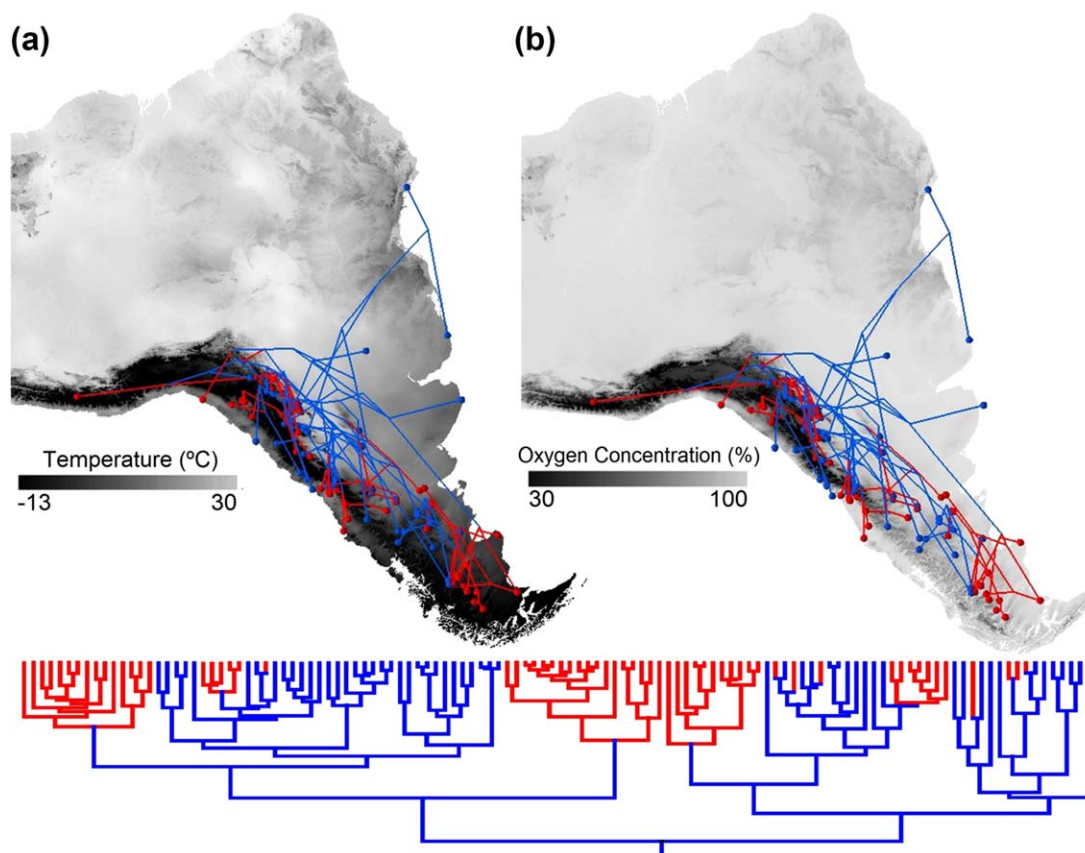 (a)
(b)
Temperature (ºC)
-13 30
Oxygen Concentration (%)
30 100